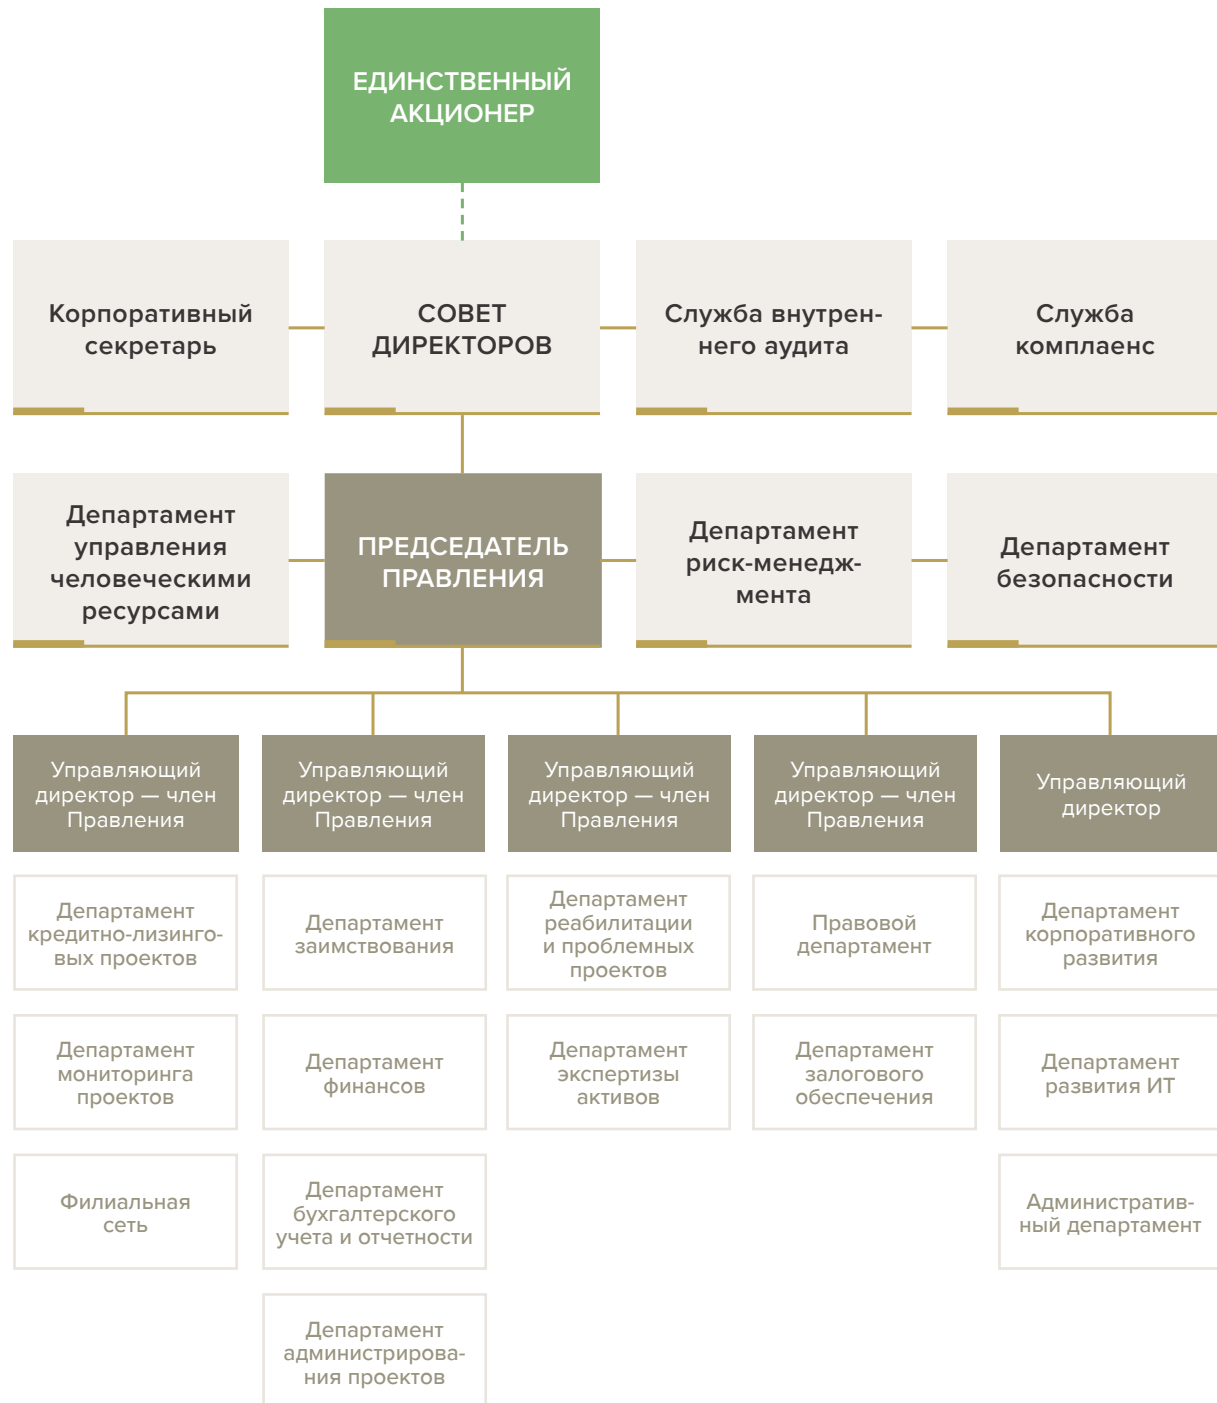 ЕДИНСТВЕННЫЙ
АКЦИОНЕР
Корпоративный
секретарь
СОВЕТ
ДИРЕКТОРОВ
Служба внутрен-
него аудита
Служба
комплаенс
Департамент
управления
человеческими
ресурсами
ПРЕДСЕДАТЕЛЬ
ПРАВЛЕНИЯ
Департамент
риск-менедж-
мента
Департамент
безопасности
Управляющий
директор — член
Правления
Управляющий
директор — член
Правления
Управляющий
директор — член
Правления
Управляющий
директор — член
Правления
Управляющий
директор
Департамент
кредитно-лизинго-
вых проектов
Департамент
заимствования
Департамент
реабилитации
и проблемных
проектов
Правовой
департамент
Департамент
корпоративного
развития
Департамент
мониторинга
проектов
Департамент
финансов
Департамент
экспертизы
активов
Департамент
залогового
обеспечения
Департамент
развития ИТ
Филиальная
сеть
Департамент
бухгалтерского
учета и отчетности
Административ-
ный департамент
Департамент
администрирова-
ния проектов